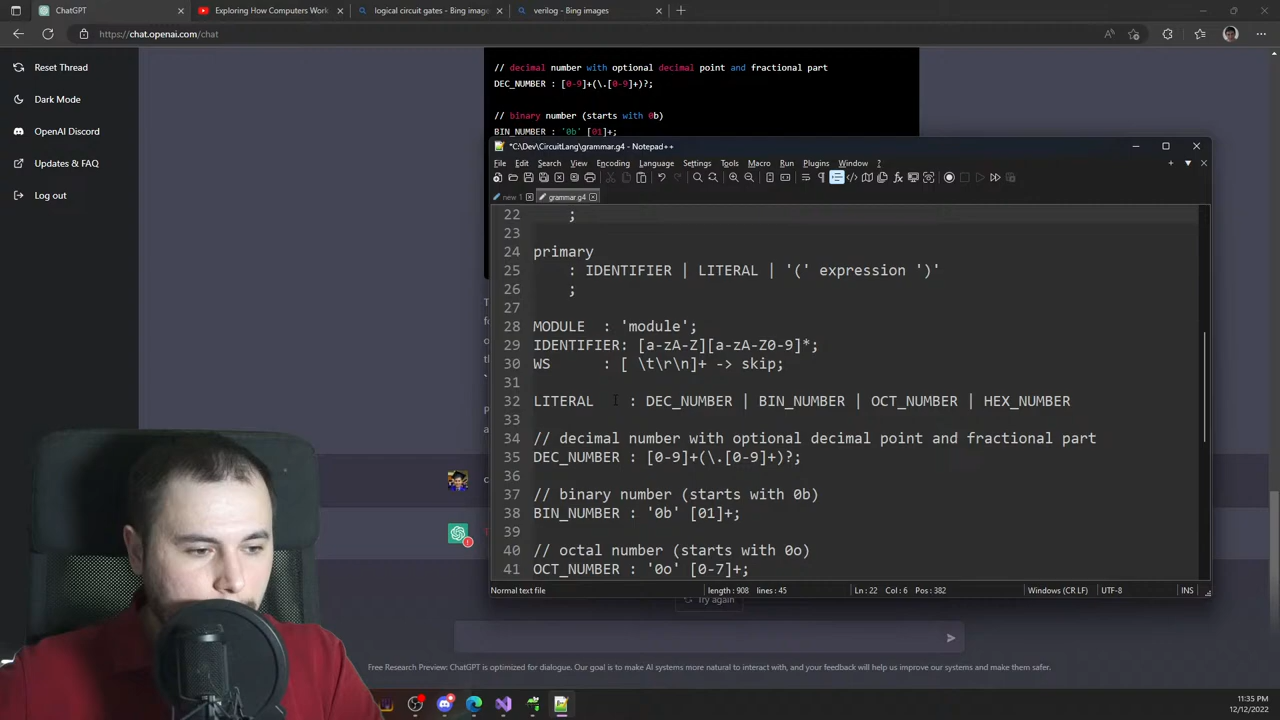 ChatGPT
Exploring How Computers Work
logical circuit gates - Bing image
verilog - Bing images
https://chat.openai.com/chat
Reset Thread
Dark Mode
OpenAI Discord
Updates & FAQ
Log out
// decimal number with optional decimal point and fractional part
DEC_NUMBER : [0-9]+(\.[0-9]+)?;
// binary number (starts with 0b)
BIN_NUMBER : '0b' [01]+;
*C:\Dev\CircuitLang\grammar.g4 - Notepad++
File Edit Search View Encoding Language Settings Tools Macro Run Plugins Window ?
new 1
grammar.g4
22 ;
23
24 primary
25 : IDENTIFIER | LITERAL | '(' expression ')'
26 ;
27
28 MODULE : 'module';
29 IDENTIFIER: [a-zA-Z][a-zA-Z0-9]*;
30 WS : [ \t\r\n]+ -> skip;
31
32 LITERAL : DEC_NUMBER | BIN_NUMBER | OCT_NUMBER | HEX_NUMBER
33
34 // decimal number with optional decimal point and fractional part
35 DEC_NUMBER : [0-9]+(\.[0-9]+)?;
36
37 // binary number (starts with 0b)
38 BIN_NUMBER : '0b' [01]+;
39
40 // octal number (starts with 0o)
41 OCT_NUMBER : '0o' [0-7]+;
Normal text file length : 908 lines : 45 Ln : 22 Col : 6 Pos : 382 Windows (CR LF) UTF-8 INS
Try again
Free Research Preview: ChatGPT is optimized for dialogue. Our goal is to make AI systems more natural to interact with, and your feedback will help us improve our systems and make them safer.
11:35 PM
12/12/2022